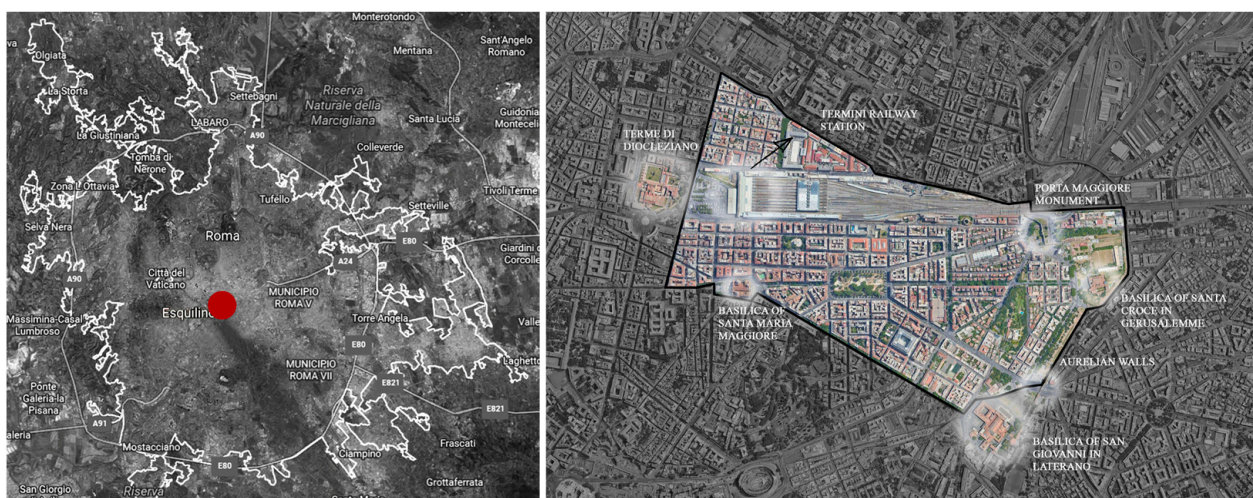 Monterotondo
Mentana
Sant'Angelo
Romano
Olgiata
La Storta
Settebagni
Riserva
Naturale della
Marcigliana
Santa Lucia
Guidonia
Montecelio
LABARO
A90
La Giustiniana
Tomba di
Nerone
Colleverde
Zona L Ottavia
Tufello
Setteville
Tivoli Terme
Selva Nera
Roma
E80
Giardini di
Corcolle
A90
Città del
Vaticano
A24
MUNICIPIO
ROMA V
Esquilino
Massimina-Casal
Lumbroso
Torre Angela
Valle
E80
MUNICIPIO
ROMA VII
Laghetto
Ponte
Galeria-la
Pisana
E821
E821
aleria
A91
Mostacciano
Frascati
E80
Ciampino
Grottaferrata
San Giorgio
Riserva
TERMINI RAILWAY
STATION
TERME DI
DIOCLEZIANO
PORTA MAGGIORE
MONUMENT
BASILICA OF
SANTA MARIA
MAGGIORE
BASILICA OF SANTA
CROCE IN
GERUSALEMME
AURELIAN WALLS
BASILICA OF SAN
GIOVANNI IN
LATERANO